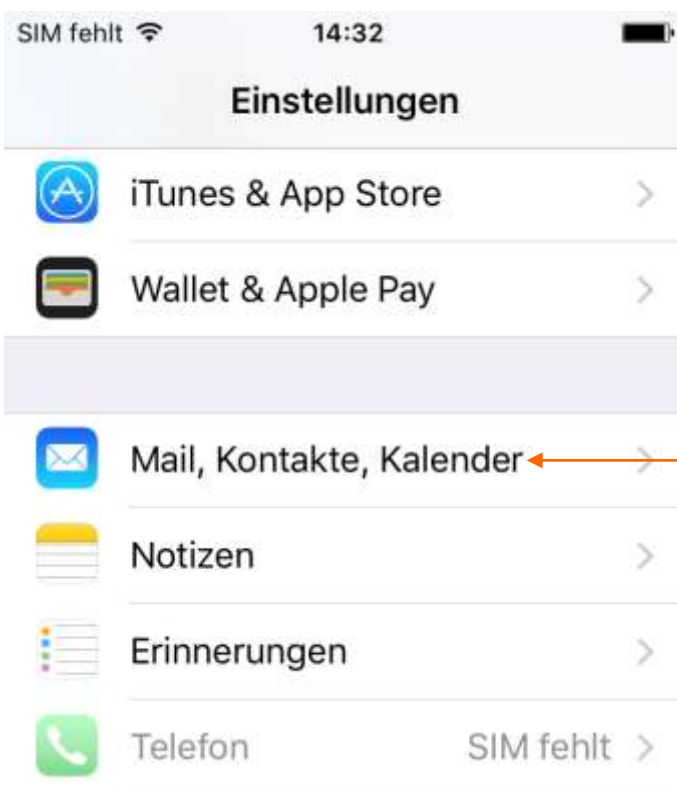 SIM fehlt 14:32
Einstellungen
iTunes & App Store
Wallet & Apple Pay
Mail, Kontakte, Kalender
Notizen
Erinnerungen
Telefon SIM fehlt